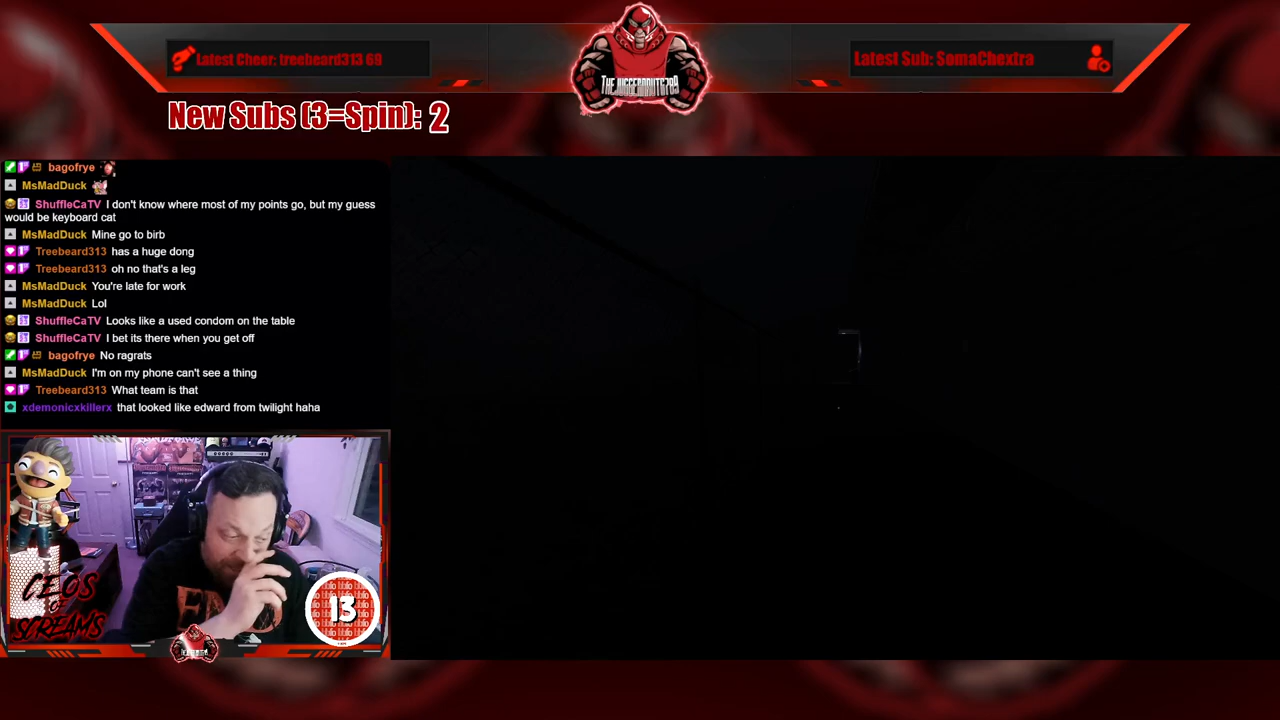 Latest Cheer: treebeard313 69
THEJUGGERNAUT6789
Latest Sub: SomaChextra
New Subs (3=Spin): 2
bagofrye
MsMadDuck
ShuffleCaTV I don't know where most of my points go, but my guess
would be keyboard cat
MsMadDuck Mine go to birb
Treebeard313 has a huge dong
Treebeard313 oh no that's a leg
MsMadDuck You're late for work
MsMadDuck Lol
ShuffleCaTV Looks like a used condom on the table
ShuffleCaTV I bet its there when you get off
bagofrye No ragrats
MsMadDuck I'm on my phone can't see a thing
Treebeard313 What team is that
xdemonicxkillerx that looked like edward from twilight haha
CEOS
OF
SCREAMS
13